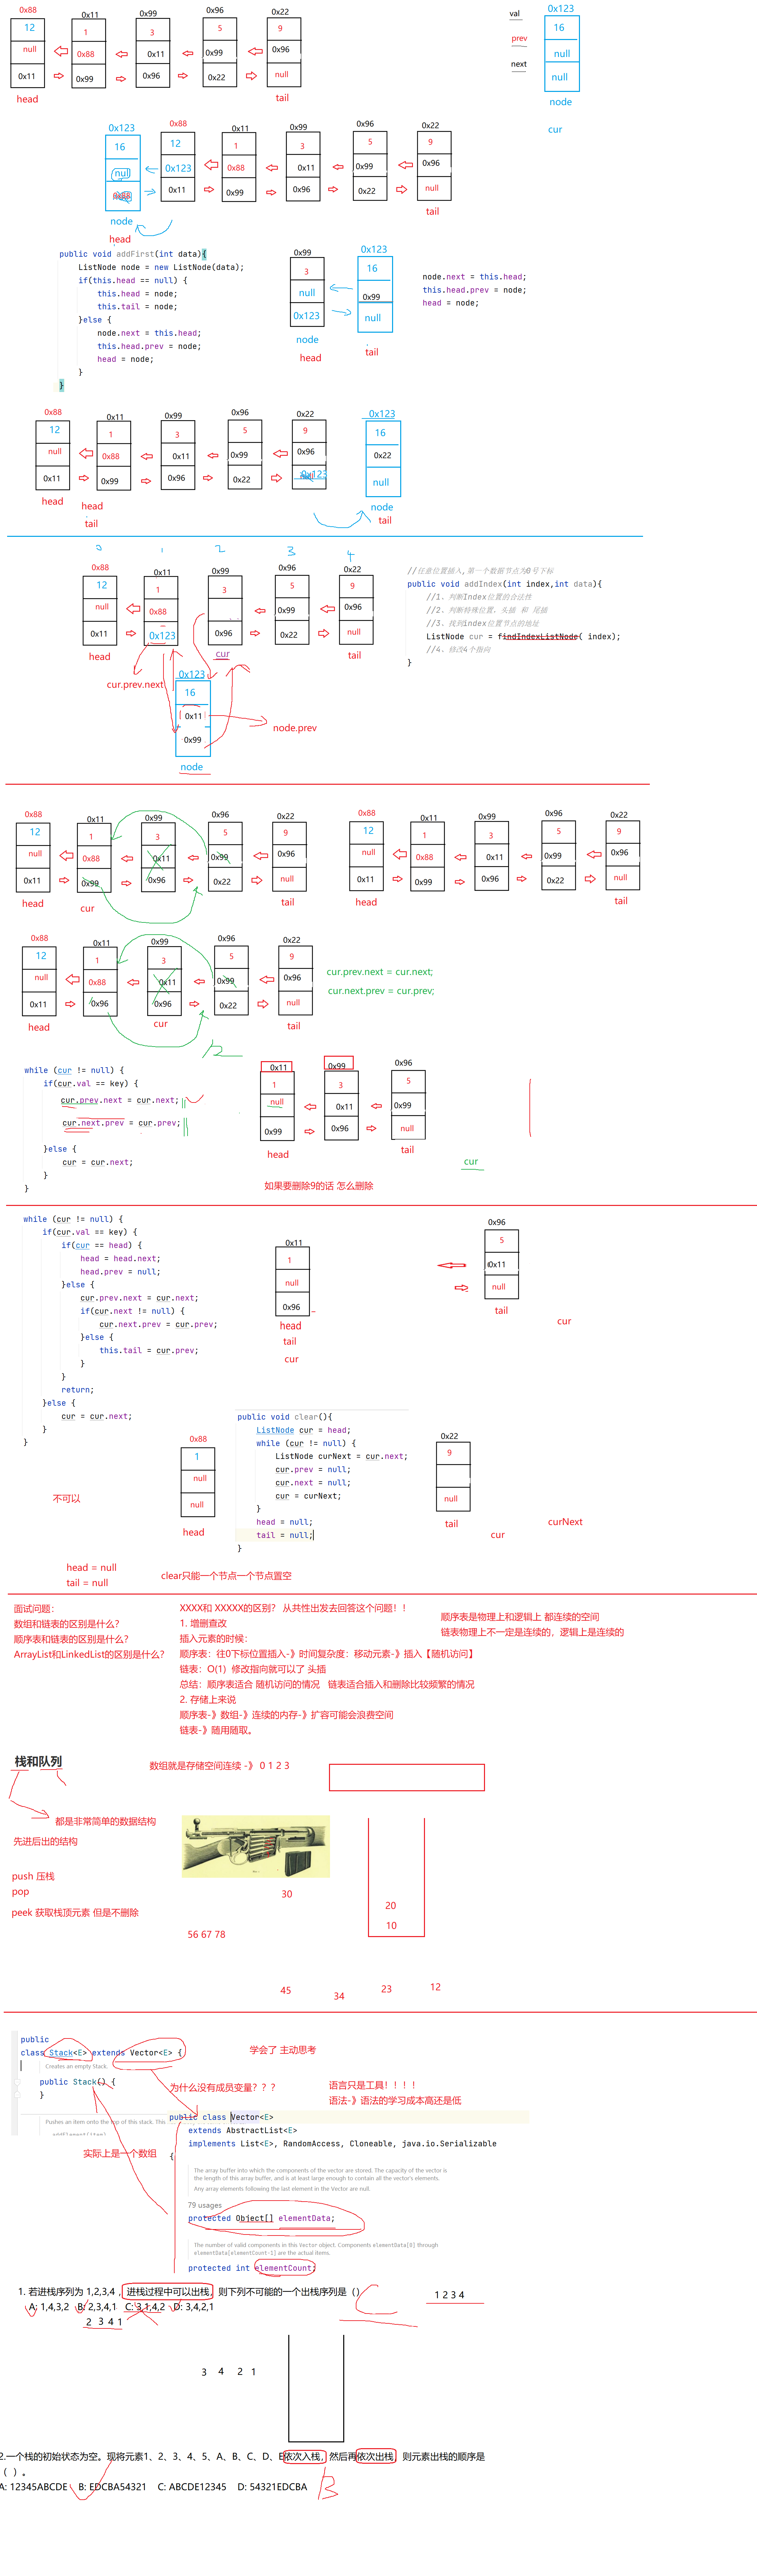 0x88 0x11 0x99 0x96 0x22
12 1 3 5 9
null 0x88 0x11 0x99 0x96
0x11 0x99 0x96 0x22 null
head tail
val
prev
next
0x123
16
null
null
node
cur
0x123 0x88 0x11 0x99 0x96 0x22
16 12 1 3 5 9
null 0x123 0x88 0x11 0x99 0x96
0x11 0x99 0x96 0x22 null
node
head
tail
public void addFirst(int data){
ListNode node = new ListNode(data);
if(this.head == null) {
this.head = node;
this.tail = node;
}else {
node.next = this.head;
this.head.prev = node;
head = node;
}
}
0x99 0x123
3 16
null 0x99
0x123 null
node
head
tail
node.next = this.head;
this.head.prev = node;
head = node;
0x88 0x11 0x99 0x96 0x22 0x123
12 1 3 5 9 16
null 0x88 0x11 0x99 0x96 0x22
0x11 0x99 0x96 0x22 0x123 null
head head node
tail tail
0 1 2 3 4
0x88 0x11 0x99 0x96 0x22
12 1 3 5 9
null 0x88 0x99 0x96
0x11 0x123 0x96 0x22 null
head cur tail
cur.prev.next
0x123
16
0x11
0x99
node
node.prev
//任意位置插入,第一个数据节点为0号下标
public void addIndex(int index,int data){
//1、判断Index位置的合法性
//2、判断特殊位置,头插 和 尾插
//3、找到index位置节点的地址
ListNode cur = findIndexListNode( index);
//4、修改4个指向
}
0x88 0x11 0x99 0x96 0x22
12 1 3 5 9
null 0x88 0x11 0x99 0x96
0x11 0x99 0x96 0x22 null
head cur tail
0x88 0x11 0x99 0x96 0x22
12 1 3 5 9
null 0x88 0x11 0x99 0x96
0x11 0x99 0x96 0x22 null
head tail
0x88 0x11 0x99 0x96 0x22
12 1 3 5 9
null 0x88 0x11 0x99 0x96
0x11 0x96 0x96 0x22 null
head cur tail
cur.prev.next = cur.next;
cur.next.prev = cur.prev;
while (cur != null) {
if(cur.val == key) {
cur.prev.next = cur.next;
cur.next.prev = cur.prev;
}else {
cur = cur.next;
}
}
0x11 0x99 0x96
1 3 5
null 0x11 0x99
0x99 0x96 null
head tail
cur
如果要删除9的话 怎么删除
while (cur != null) {
if(cur.val == key) {
if(cur == head) {
head = head.next;
head.prev = null;
}else {
cur.prev.next = cur.next;
if(cur.next != null) {
cur.next.prev = cur.prev;
}else {
this.tail = cur.prev;
}
}
return;
}else {
cur = cur.next;
}
}
0x11
1
null
0x96
head
tail
cur
0x96
5
0x11
null
tail
cur
public void clear(){
ListNode cur = head;
while (cur != null) {
ListNode curNext = cur.next;
cur.prev = null;
cur.next = null;
cur = curNext;
}
head = null;
tail = null;
}
0x88
1
null
null
head
0x22
9
null
tail
cur
curNext
不可以
head = null
tail = null
clear只能一个节点一个节点置空
面试问题:
数组和链表的区别是什么?
顺序表和链表的区别是什么?
ArrayList和LinkedList的区别是什么?
XXXX和 XXXXX的区别? 从共性出发去回答这个问题!!
1. 增删查改
插入元素的时候:
顺序表:往0下标位置插入-》时间复杂度:移动元素-》插入【随机访问】
链表:O(1) 修改指向就可以了 头插
总结:顺序表适合 随机访问的情况 链表适合插入和删除比较频繁的情况
2. 存储上来说
顺序表-》数组-》连续的内存-》扩容可能会浪费空间
链表-》随用随取。
顺序表是物理上和逻辑上 都连续的空间
链表物理上不一定是连续的,逻辑上是连续的
栈和队列
数组就是存储空间连续 -》 0 1 2 3
都是非常简单的数据结构
先进后出的结构
push 压栈
pop
peek 获取栈顶元素 但是不删除
30
20
10
56 67 78
45 34 23 12
public
class Stack<E> extends Vector<E> {
Creates an empty Stack.
public Stack() {
}
Pushes an item onto the top of this stack. This
学会了 主动思考
为什么没有成员变量???
语言只是工具!!!!
语法-》语法的学习成本高还是低
实际上是一个数组
public class Vector<E>
extends AbstractList<E>
implements List<E>, RandomAccess, Cloneable, java.io.Serializable
{
The array buffer into which the components of the vector are stored. The capacity of the vector is
the length of this array buffer, and is at least large enough to contain all the vector's elements.
Any array elements following the last element in the Vector are null.
79 usages
protected Object[] elementData;
The number of valid components in this Vector object. Components elementData[0] through
elementData[elementCount-1] are the actual items.
protected int elementCount;
1. 若进栈序列为 1,2,3,4 ,进栈过程中可以出栈,则下列不可能的一个出栈序列是()
A: 1,4,3,2 B: 2,3,4,1 C: 3,1,4,2 D: 3,4,2,1
C
1 2 3 4
2 3 4 1
3 4 2 1
2.一个栈的初始状态为空。现将元素1、2、3、4、5、A、B、C、D、E依次入栈,然后再依次出栈,则元素出栈的顺序是
( )。
A: 12345ABCDE B: EDCBA54321 C: ABCDE12345 D: 54321EDCBA
B